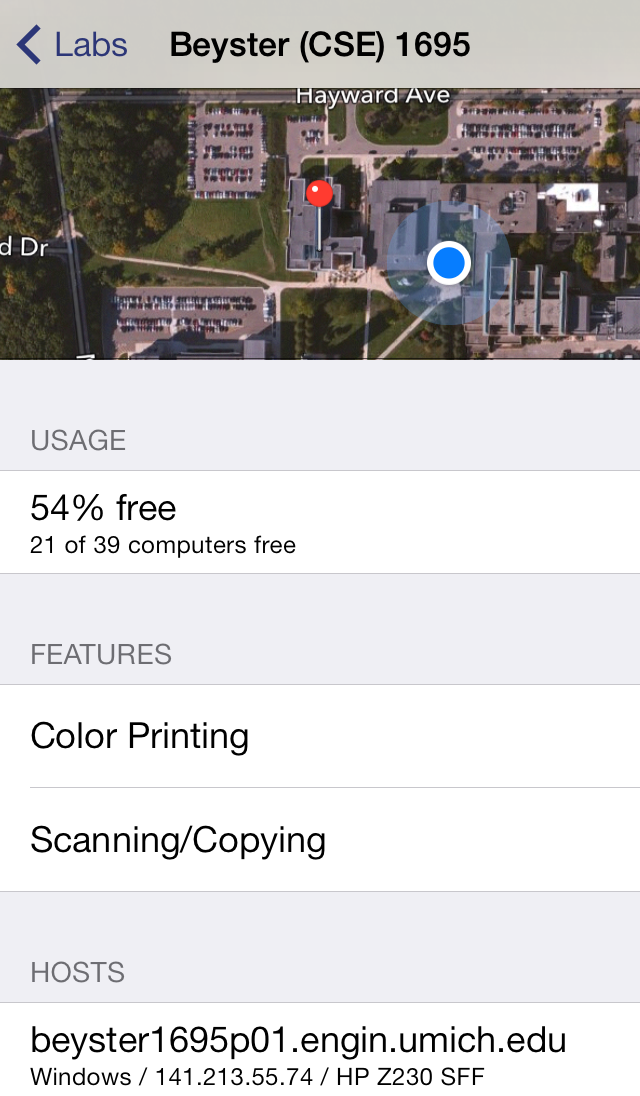 Labs
Beyster (CSE) 1695
Hayward Ave
d Dr
USAGE
54% free
21 of 39 computers free
FEATURES
Color Printing
Scanning/Copying
HOSTS
beyster1695p01.engin.umich.edu
Windows / 141.213.55.74 / HP Z230 SFF